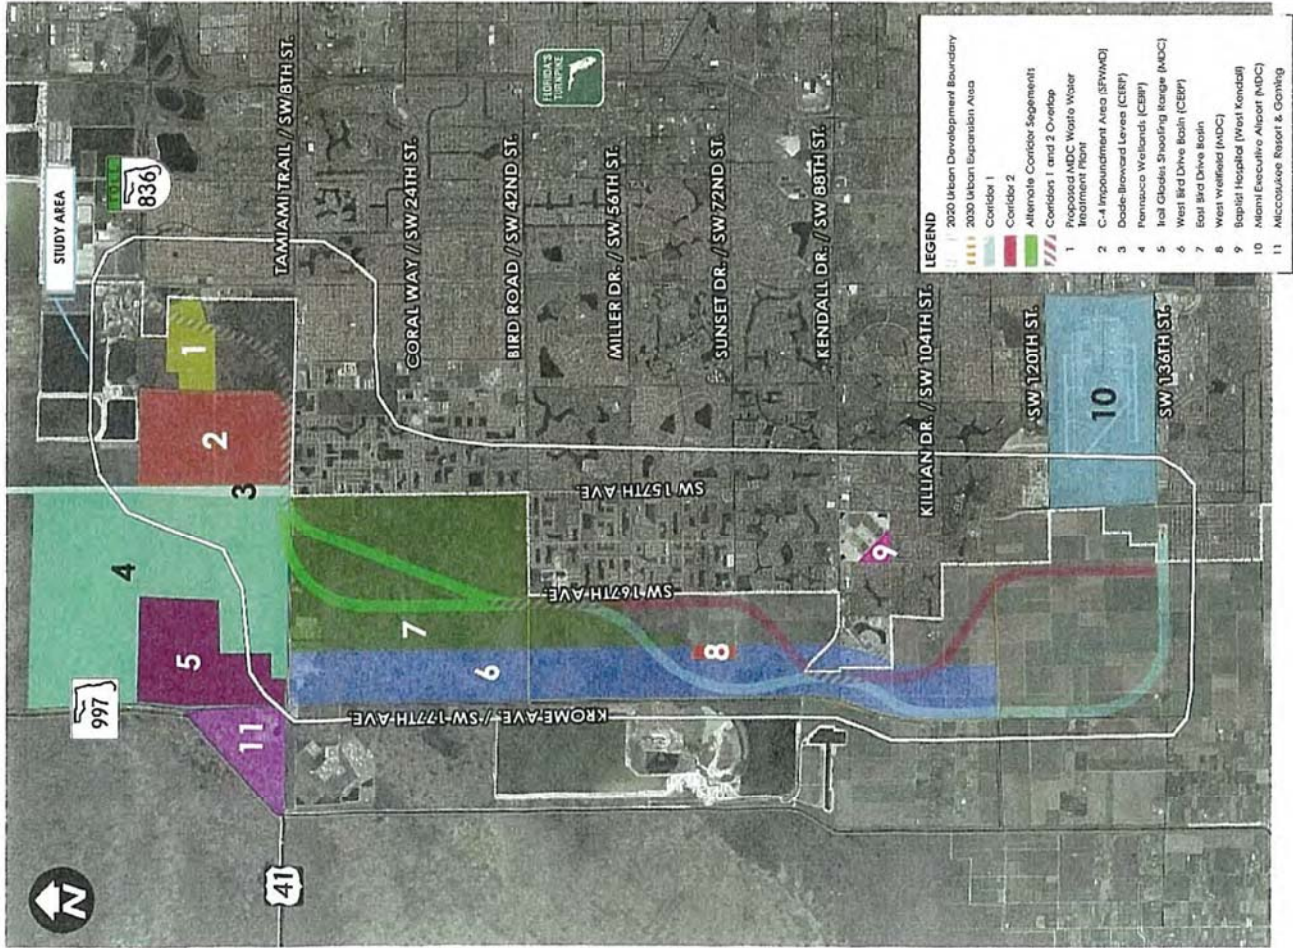 N
997
41
STUDY AREA
TOLL
836
FLORIDA'S
TURNPIKE
TAMIAMI TRAIL / SW 8TH ST.
CORAL WAY / SW 24TH ST.
BIRD ROAD / SW 42ND ST.
MILLER DR. / SW 56TH ST.
SUNSET DR. / SW 72ND ST.
KENDALL DR. / SW 88TH ST.
KILLIAN DR. / SW 104TH ST.
SW 120TH ST.
SW 136TH ST.
SW 157TH AVE.
SW 167TH AVE.
KROME AVE. / SW 177TH AVE.
1
2
3
4
5
6
7
8
9
10
11
LEGEND
2020 Urban Development Boundary
2030 Urban Expansion Area
Corridor 1
Corridor 2
Alternate Corridor Segements
Corridors 1 and 2 Overlap
1 Proposed MDC Waste Water
Treatment Plant
2 C-4 Impoundment Area (SFWMD)
3 Dade-Broward Levee (CERP)
4 Pennsuco Wetlands (CERP)
5 Trail Glades Shooting Range (MDC)
6 West Bird Drive Basin (CERP)
7 East Bird Drive Basin
8 West Wellfield (MDC)
9 Baptist Hospital (West Kendall)
10 Miami Executive Airport (MDC)
11 Miccosukee Resort & Gaming